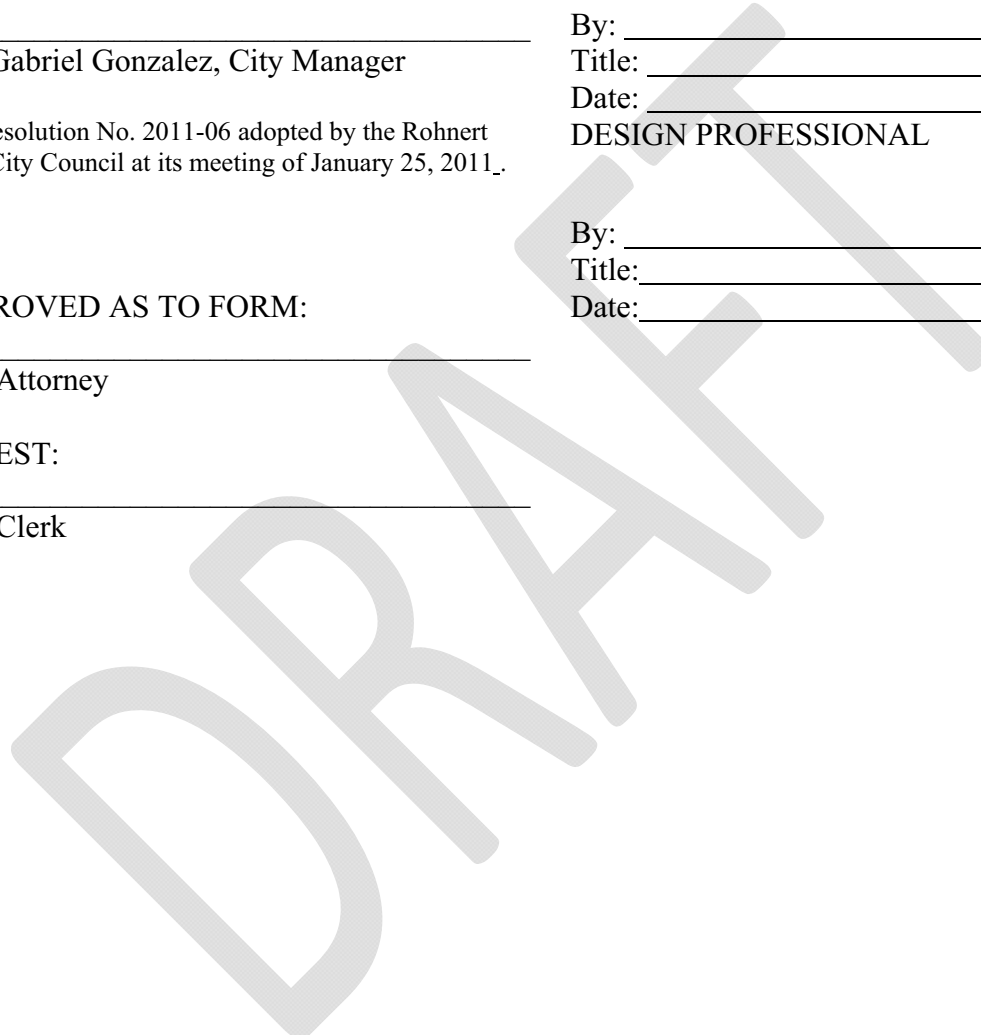 Gabriel Gonzalez, City Manager
esolution No. 2011-06 adopted by the Rohnert
City Council at its meeting of January 25, 2011 .
ROVED AS TO FORM:
Attorney
EST:
Clerk
By:
Title:
Date:
DESIGN PROFESSIONAL
By:
Title:
Date:
DRAFT